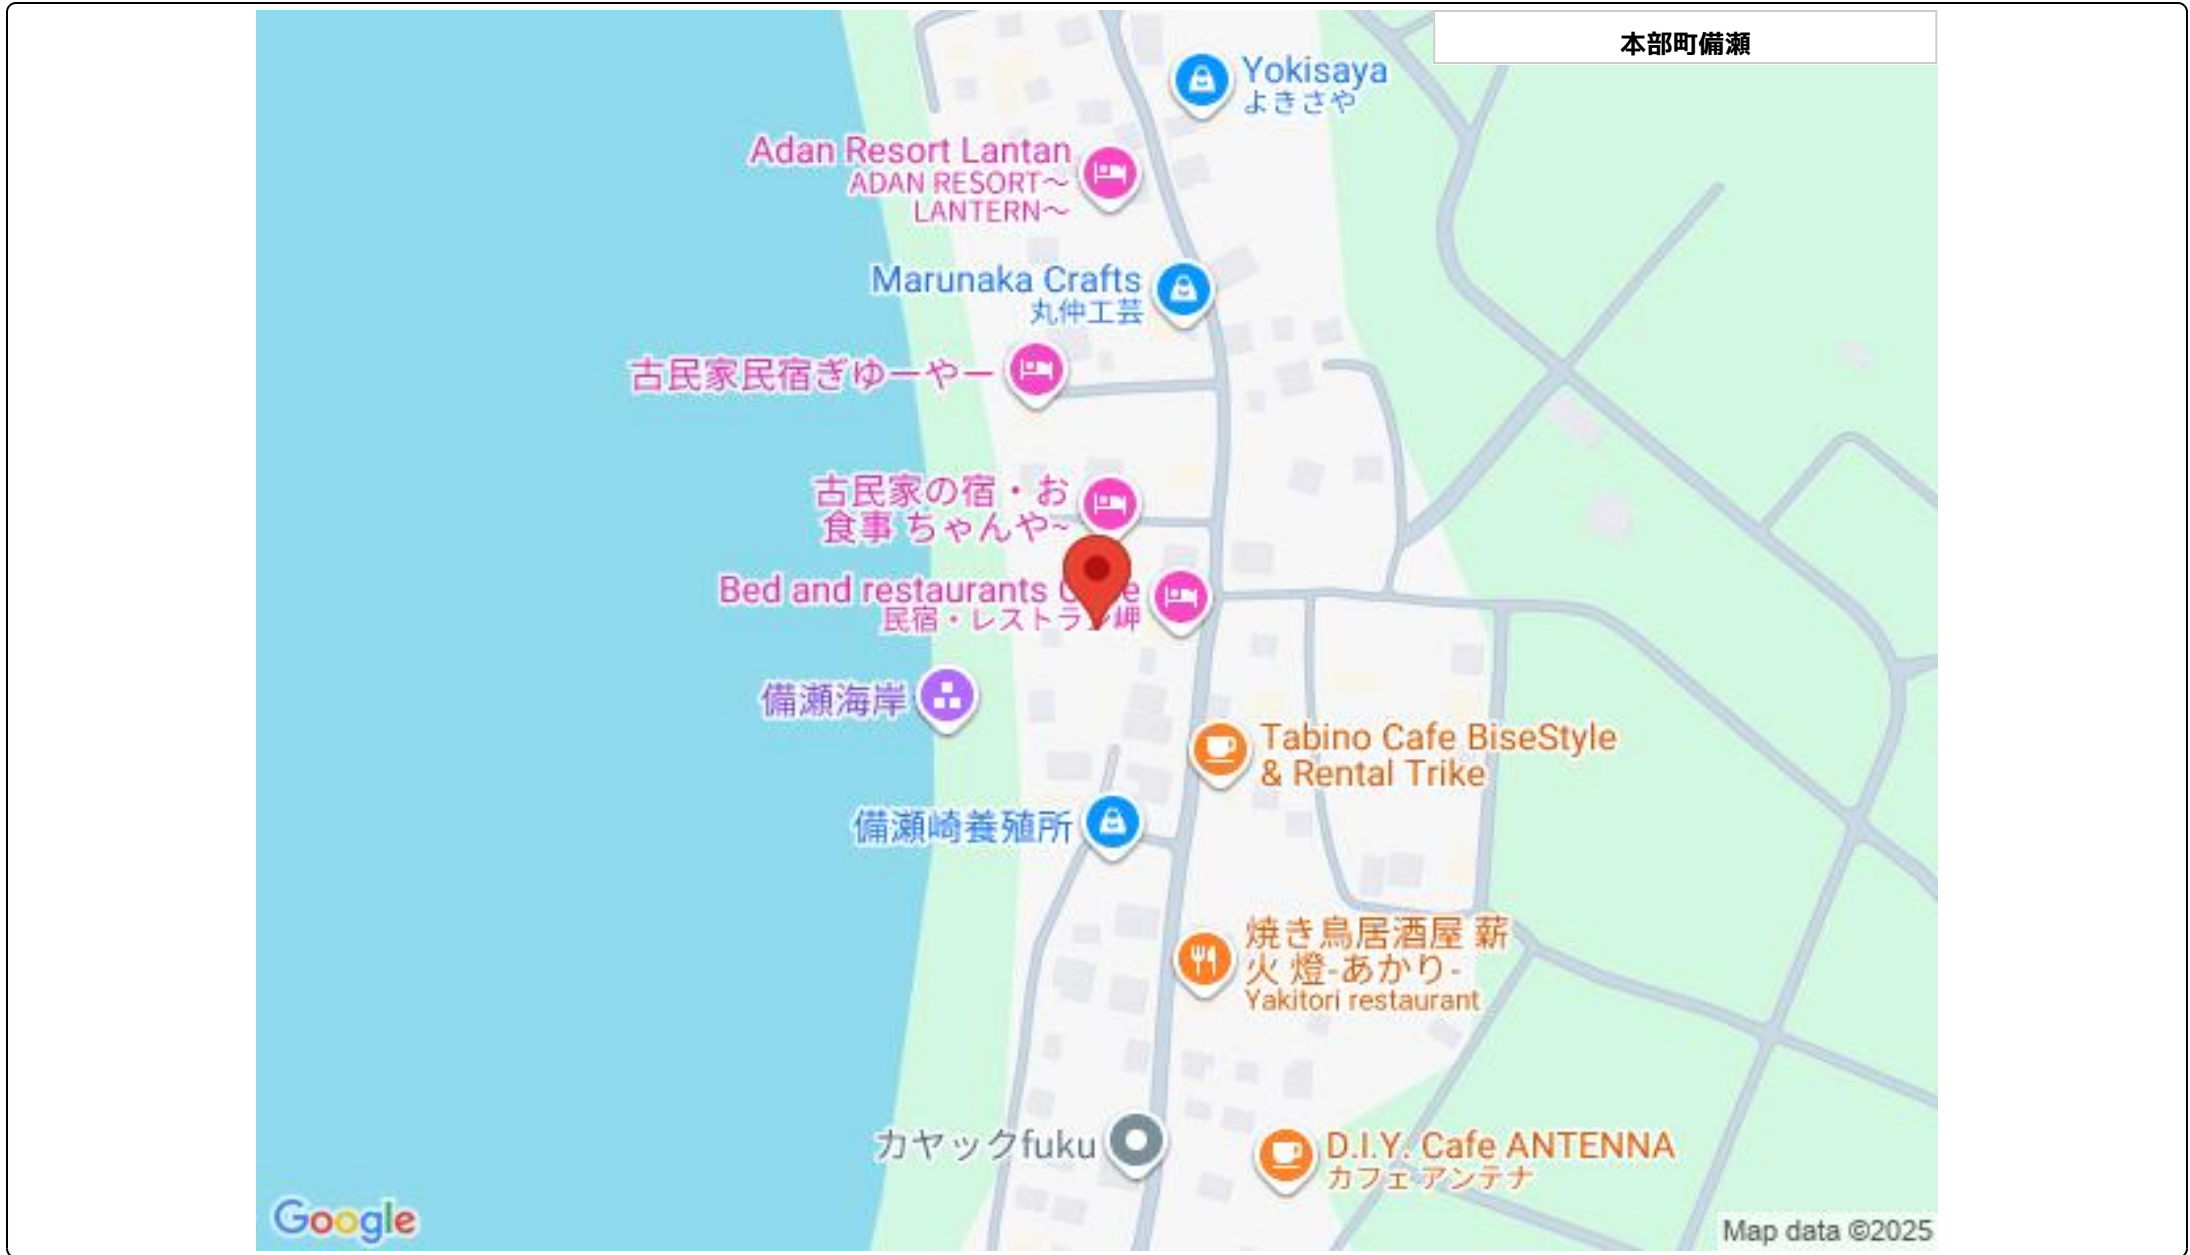 本部町備瀬
Yokisaya
よきさや
Adan Resort Lantan
ADAN RESORT～
LANTERN～
Marunaka Crafts
丸仲工芸
古民家民宿ぎゆーやー
古民家の宿・お
食事 ちゃんや~
Bed and restaurants
民宿・レストラン岬
備瀬海岸
Tabino Cafe BiseStyle
& Rental Trike
備瀬崎養殖所
焼き鳥居酒屋 薪
火 燈-あかり-
Yakitori restaurant
カヤックfuku
D.I.Y. Cafe ANTENNA
カフェ アンテナ
Google
Map data ©2025